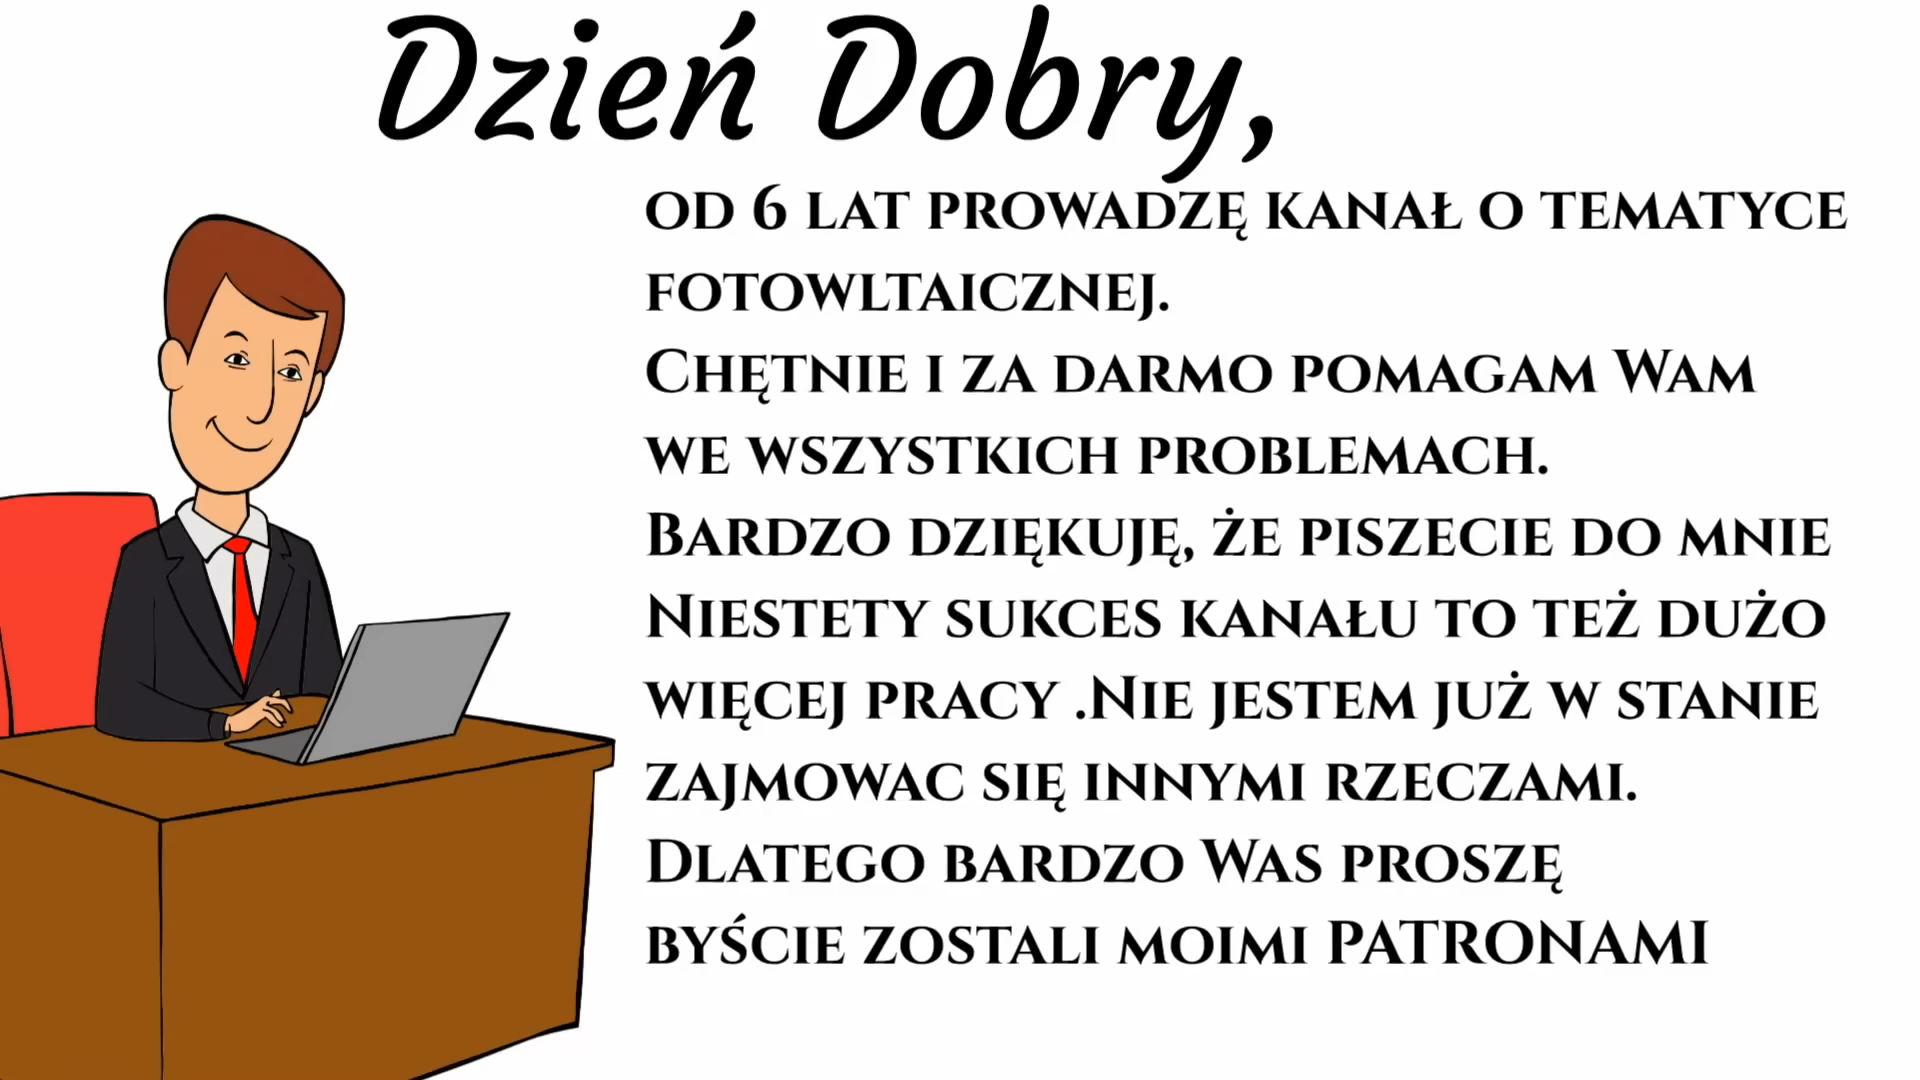 Dzień Dobry,
od 6 lat prowadzę kanał o tematyce
fotowltaicznej.
Chętnie i za darmo pomagam Wam
we wszystkich problemach.
Bardzo dziękuję, że piszecie do mnie
Niestety sukces kanału to też dużo
więcej pracy .Nie jestem już w stanie
zajmowac się innymi rzeczami.
Dlatego bardzo Was proszę
byście zostali moimi PATRONAMI